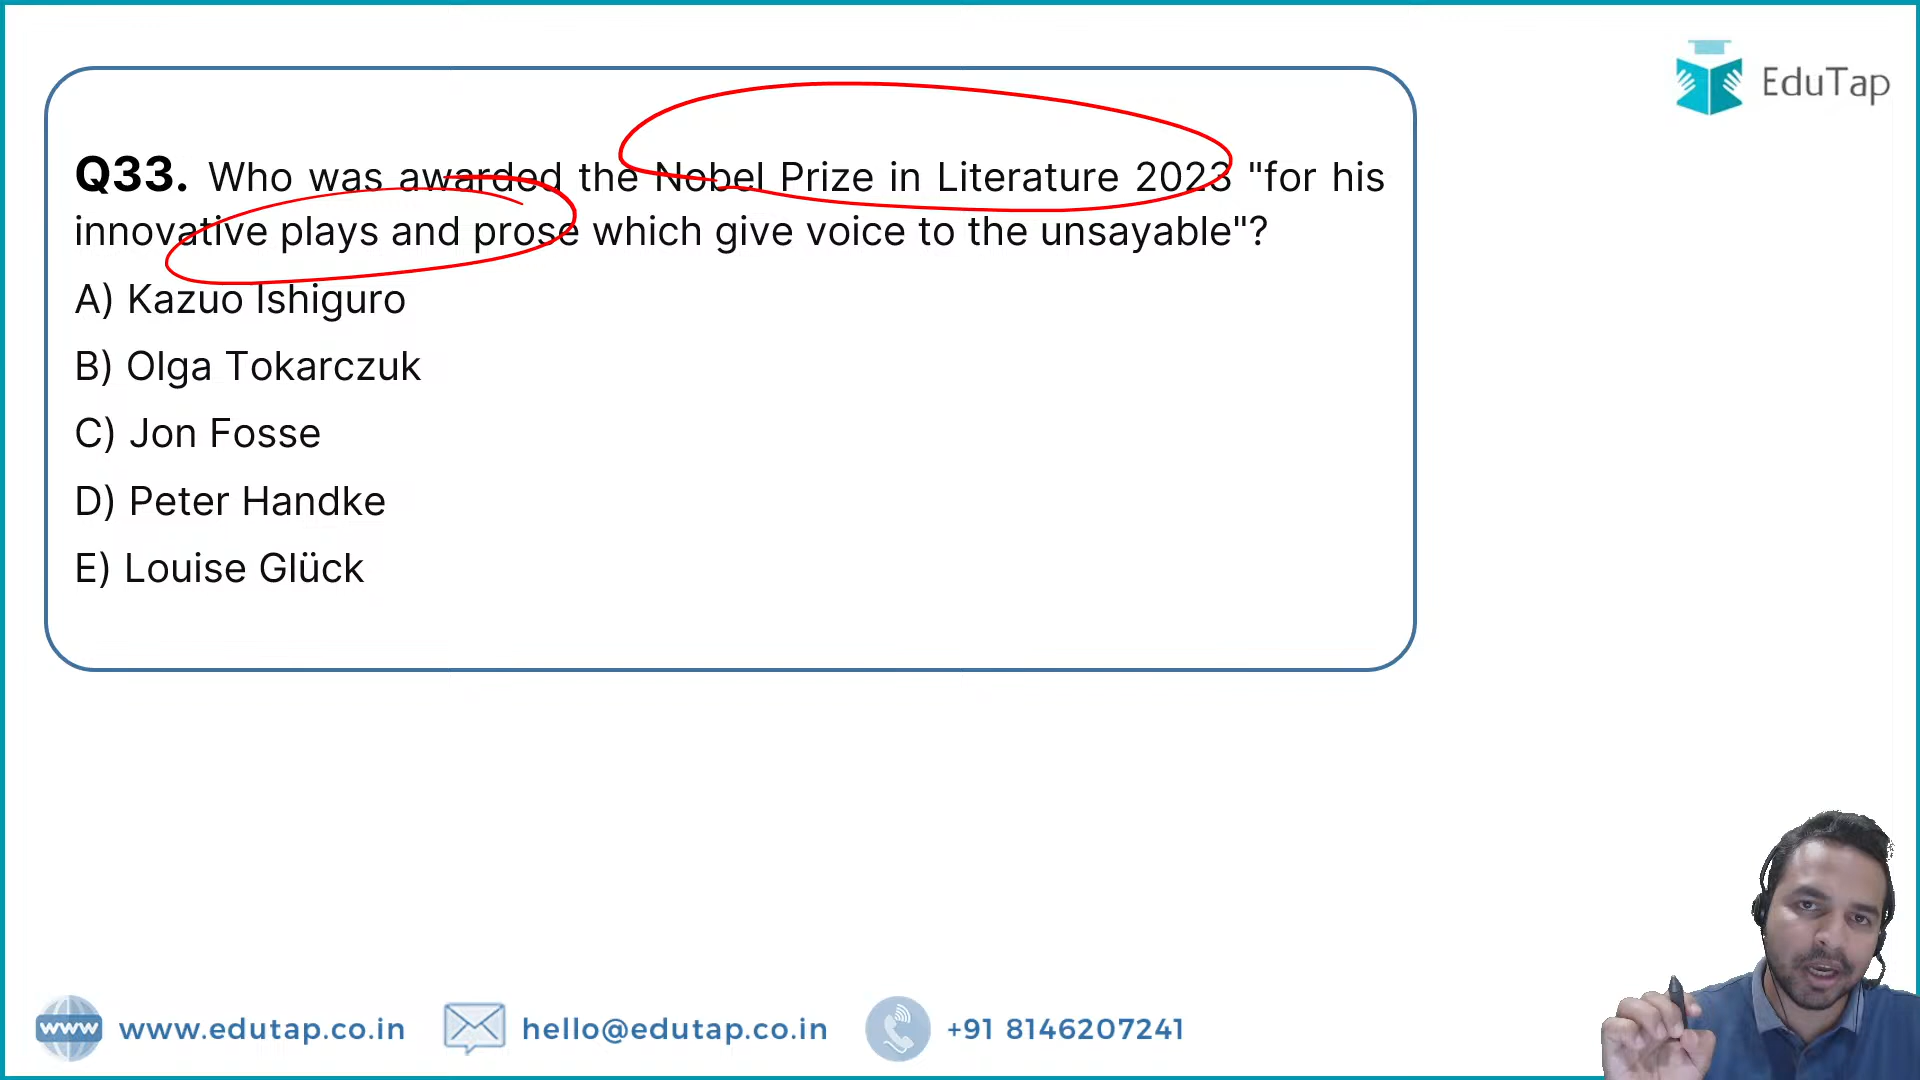 EduTap
Q33. Who was awarded the Nobel Prize in Literature 2023 "for his
innovative plays and prose which give voice to the unsayable"?
A) Kazuo Ishiguro
B) Olga Tokarczuk
C) Jon Fosse
D) Peter Handke
E) Louise Glück
www www.edutap.co.in hello@edutap.co.in +91 8146207241